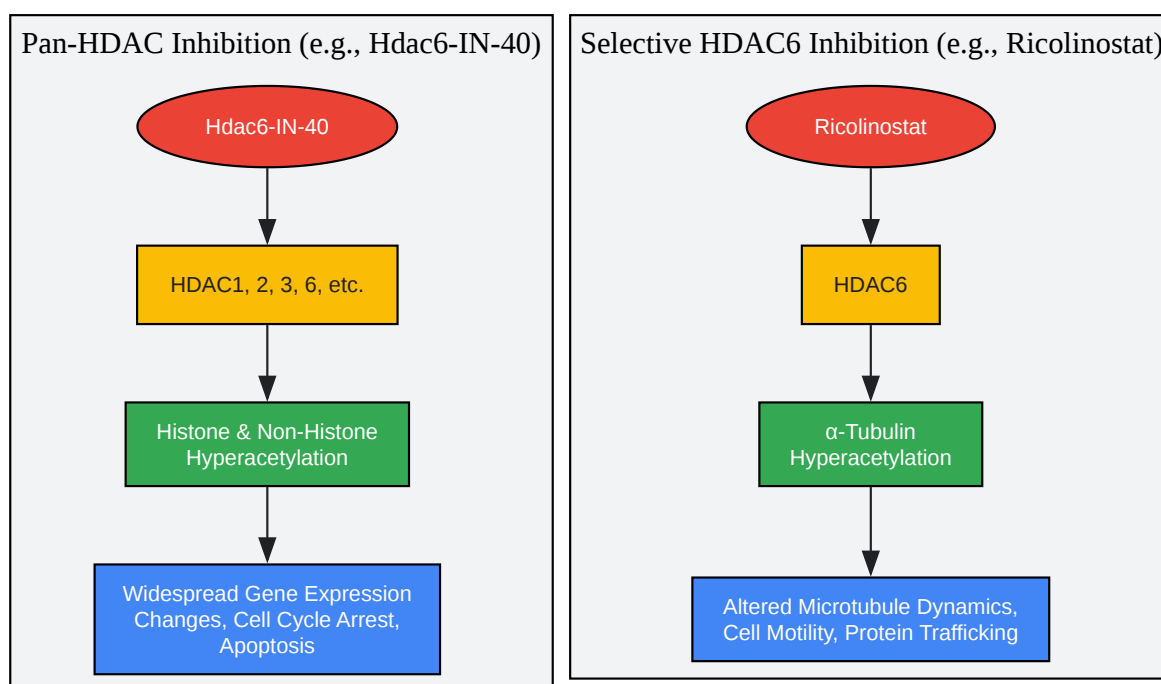 Pan-HDAC Inhibition (e.g., Hdac6-IN-40)
Hdac6-IN-40
HDAC1, 2, 3, 6, etc.
Histone & Non-Histone
Hyperacetylation
Widespread Gene Expression
Changes, Cell Cycle Arrest,
Apoptosis
Selective HDAC6 Inhibition (e.g., Ricolinostat)
Ricolinostat
HDAC6
α-Tubulin
Hyperacetylation
Altered Microtubule Dynamics,
Cell Motility, Protein Trafficking